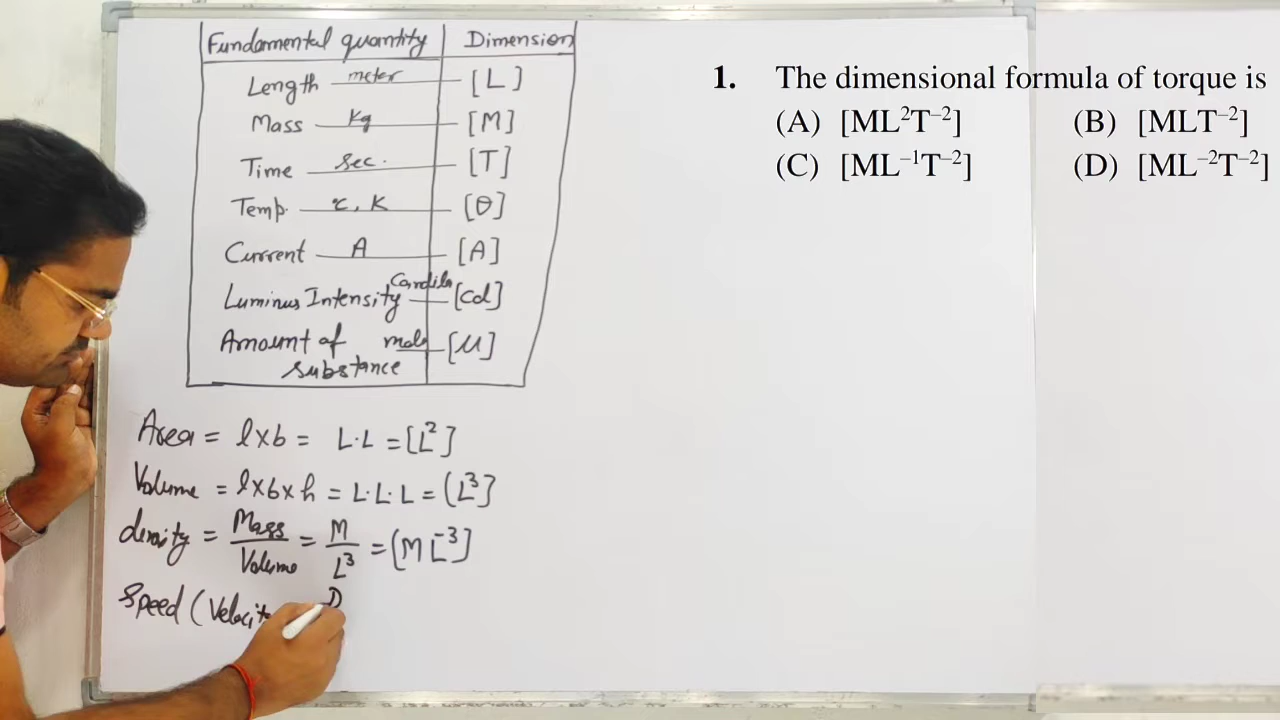 Fundamental quantity Dimension
Length meter [L]
Mass kg [M]
Time sec. [T]
Temp. °c, K [θ]
Current A [A]
Luminus Intensity Candila [Cd]
Amount of mole [M]
substance
Area = l×b = L·L = [L²]
Volume = l×b×h = L·L·L = [L³]
density = Mass/Volume = M/L³ = [ML⁻³]
Speed (Velocit D
1. The dimensional formula of torque is
(A) [ML²T⁻²] (B) [MLT⁻²]
(C) [ML⁻¹T⁻²] (D) [ML⁻²T⁻²]